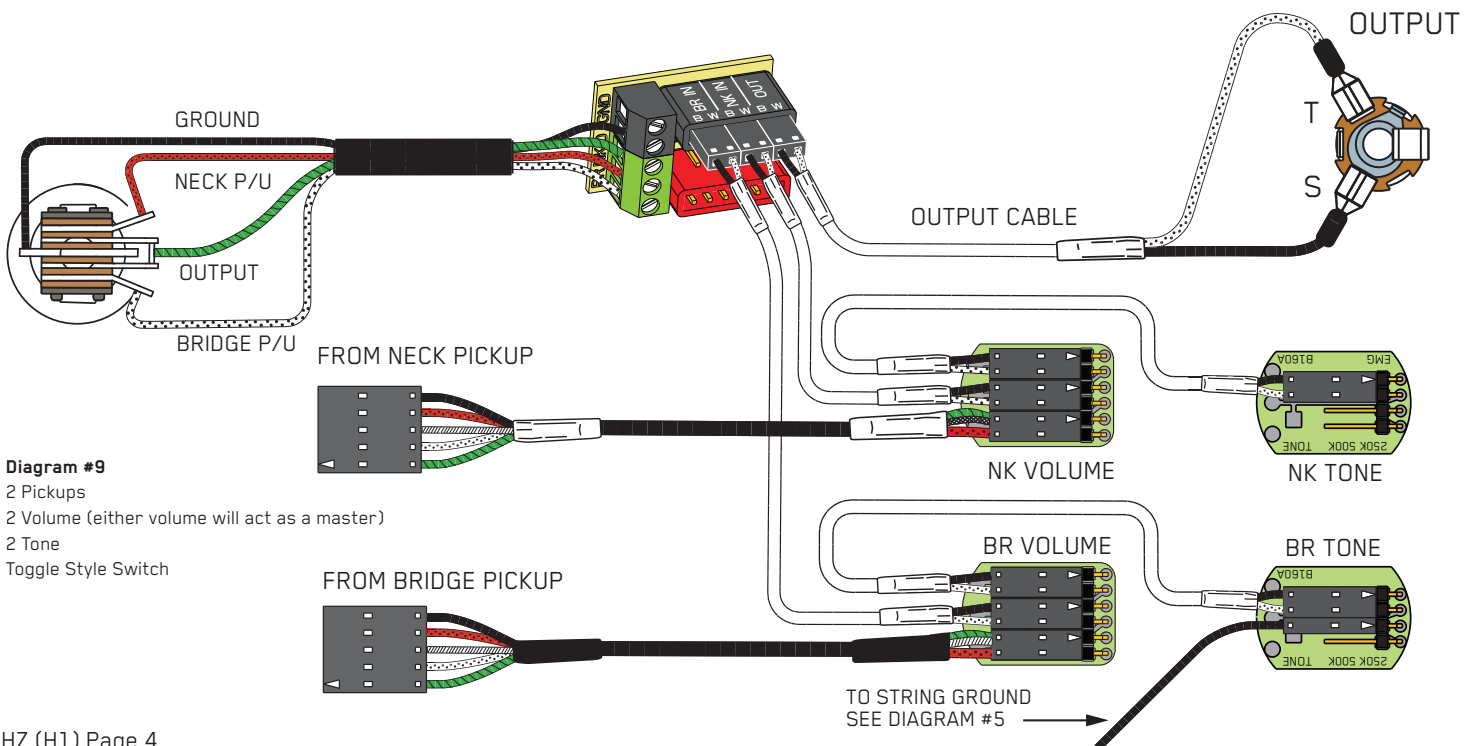 OUTPUT
GROUND
NECK P/U
OUTPUT
BRIDGE P/U
GND
BR IN
NK IN
OUT
B W B W B W
T
S
OUTPUT CABLE
FROM NECK PICKUP
NK VOLUME
B160A
EMG
TONE
500K
250K
NK TONE
Diagram #9
2 Pickups
2 Volume (either volume will act as a master)
2 Tone
Toggle Style Switch
FROM BRIDGE PICKUP
BR VOLUME
BR TONE
B160A
TONE
500K
250K
TO STRING GROUND
SEE DIAGRAM #5
HZ (H1) Page 4